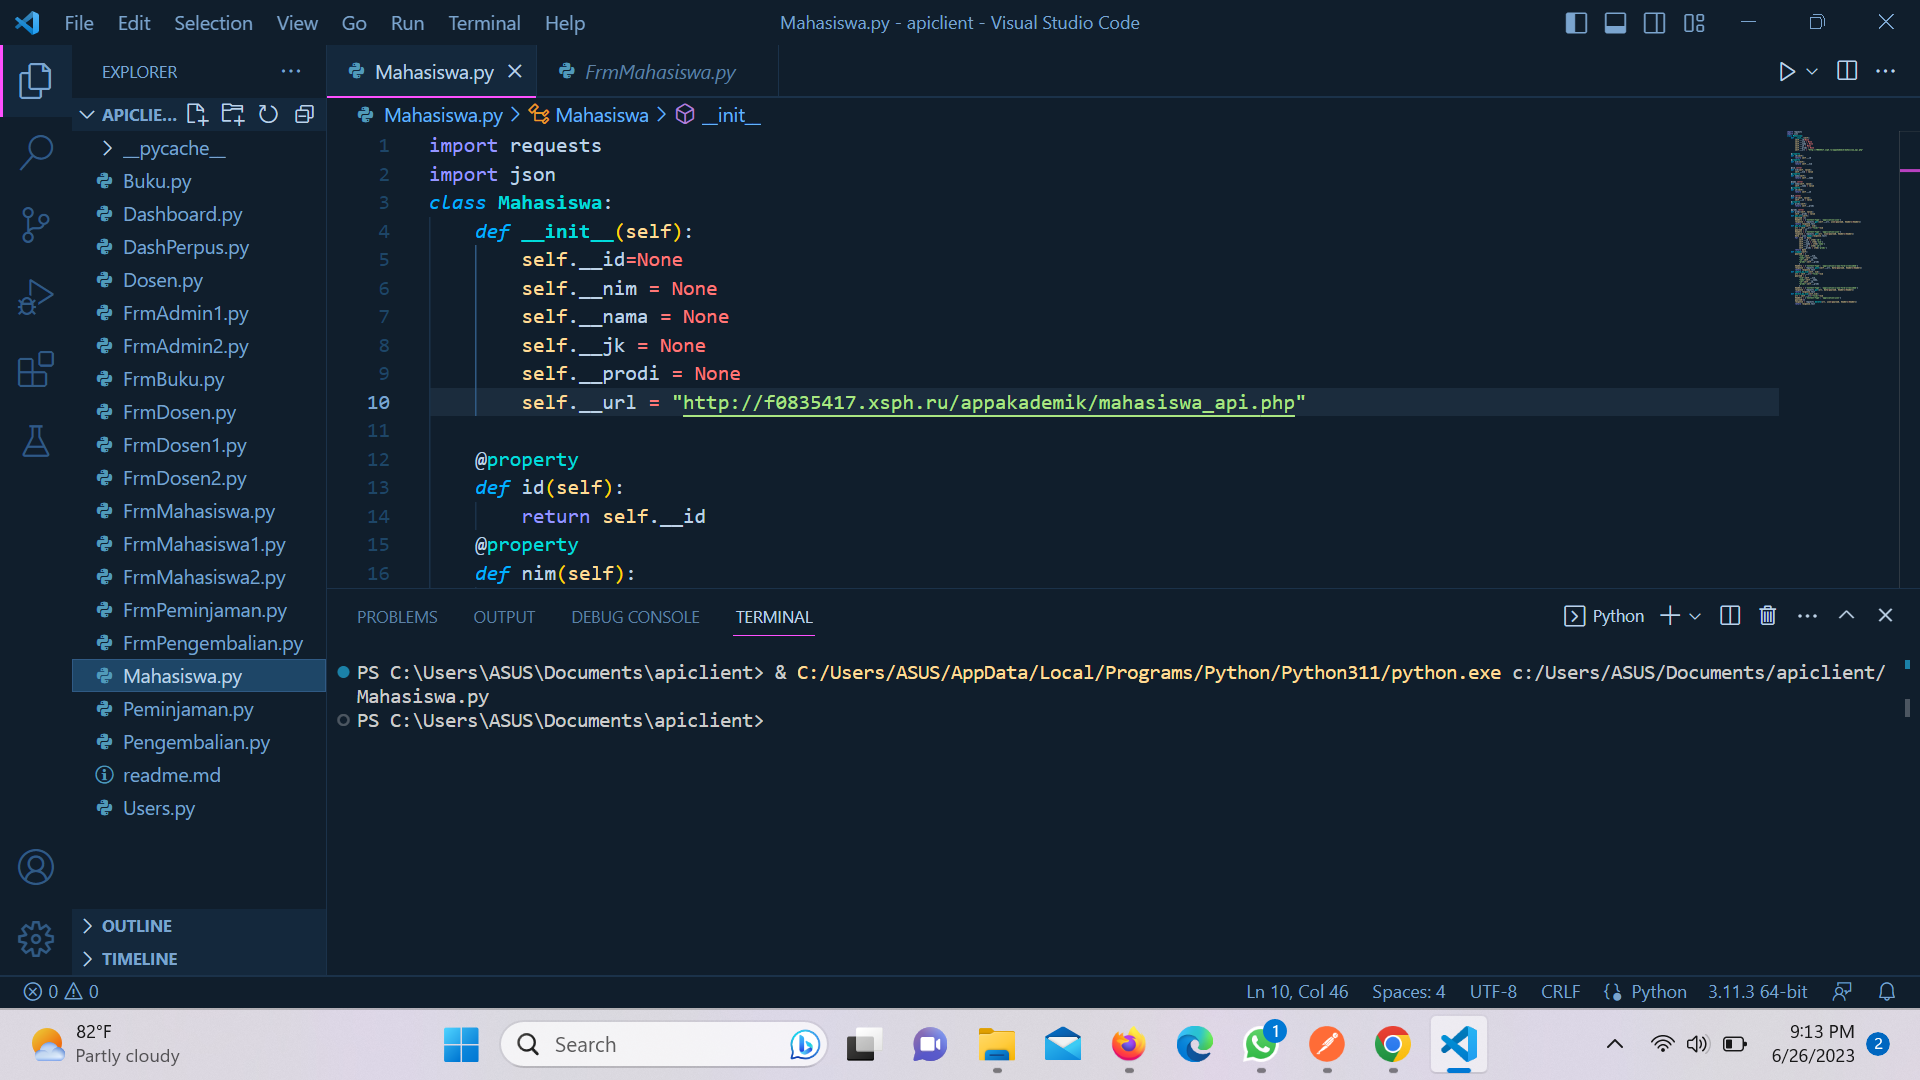 File Edit Selection View Go Run Terminal Help
Mahasiswa.py - apiclient - Visual Studio Code
EXPLORER
APICLIE...
__pycache__
Buku.py
Dashboard.py
DashPerpus.py
Dosen.py
FrmAdmin1.py
FrmAdmin2.py
FrmBuku.py
FrmDosen.py
FrmDosen1.py
FrmDosen2.py
FrmMahasiswa.py
FrmMahasiswa1.py
FrmMahasiswa2.py
FrmPeminjaman.py
FrmPengembalian.py
Mahasiswa.py
Peminjaman.py
Pengembalian.py
readme.md
Users.py
OUTLINE
TIMELINE
Mahasiswa.py FrmMahasiswa.py
Mahasiswa.py > Mahasiswa > __init__
1 import requests
2 import json
3 class Mahasiswa:
4 def __init__(self):
5 self.__id=None
6 self.__nim = None
7 self.__nama = None
8 self.__jk = None
9 self.__prodi = None
10 self.__url = "http://f0835417.xsph.ru/appakademik/mahasiswa_api.php"
11
12 @property
13 def id(self):
14 return self.__id
15 @property
16 def nim(self):
PROBLEMS OUTPUT DEBUG CONSOLE TERMINAL
Python
PS C:\Users\ASUS\Documents\apiclient> & C:/Users/ASUS/AppData/Local/Programs/Python/Python311/python.exe c:/Users/ASUS/Documents/apiclient/
Mahasiswa.py
PS C:\Users\ASUS\Documents\apiclient>
0 0
Ln 10, Col 46 Spaces: 4 UTF-8 CRLF Python 3.11.3 64-bit
82°F
Partly cloudy
Search
1
9:13 PM
6/26/2023
2